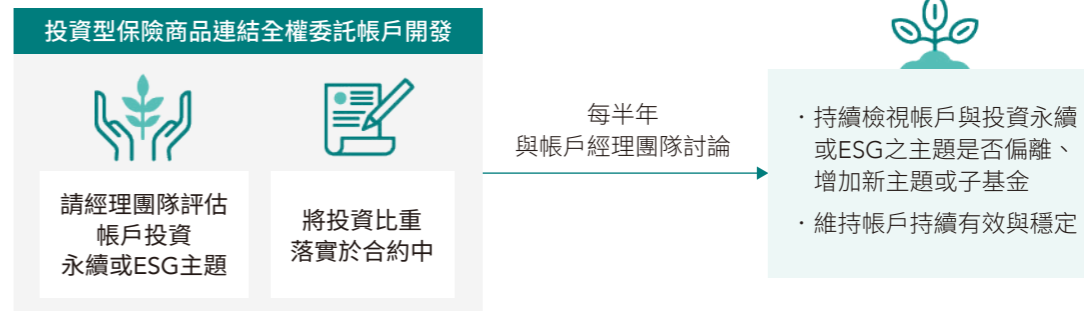 投資型保險商品連結全權委託帳戶開發
請經理團隊評估
帳戶投資
永續或ESG主題
將投資比重
落實於合約中
每半年
與帳戶經理團隊討論
・持續檢視帳戶與投資永續
或ESG之主題是否偏離、
增加新主題或子基金
・維持帳戶持續有效與穩定